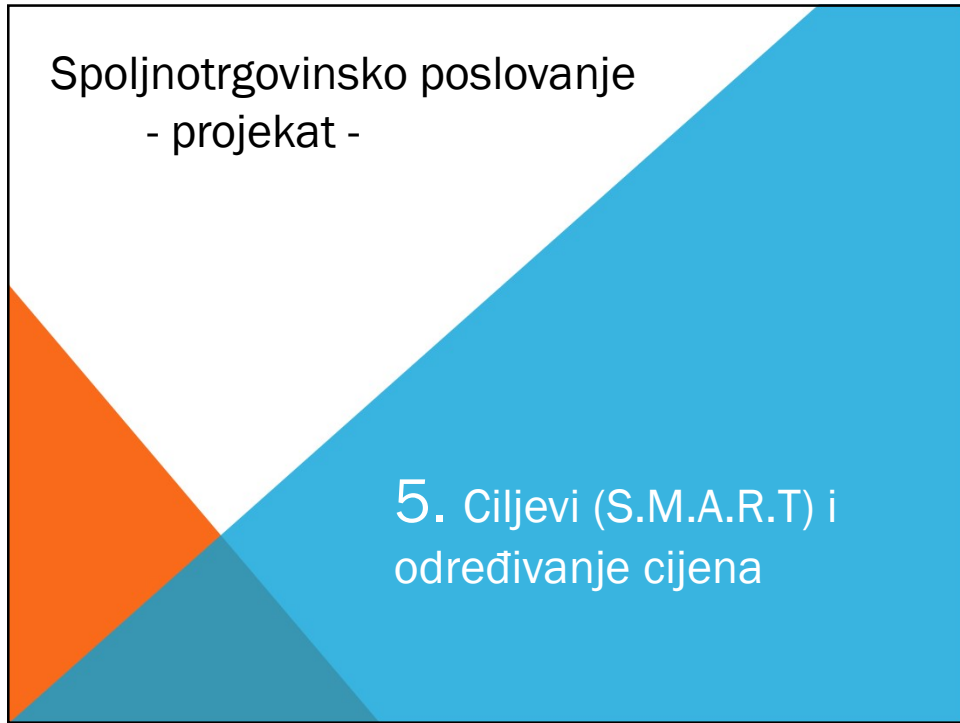 Spoljnotrgovinsko poslovanje
- projekat -
5. Ciljevi (S.M.A.R.T) i
određivanje cijena